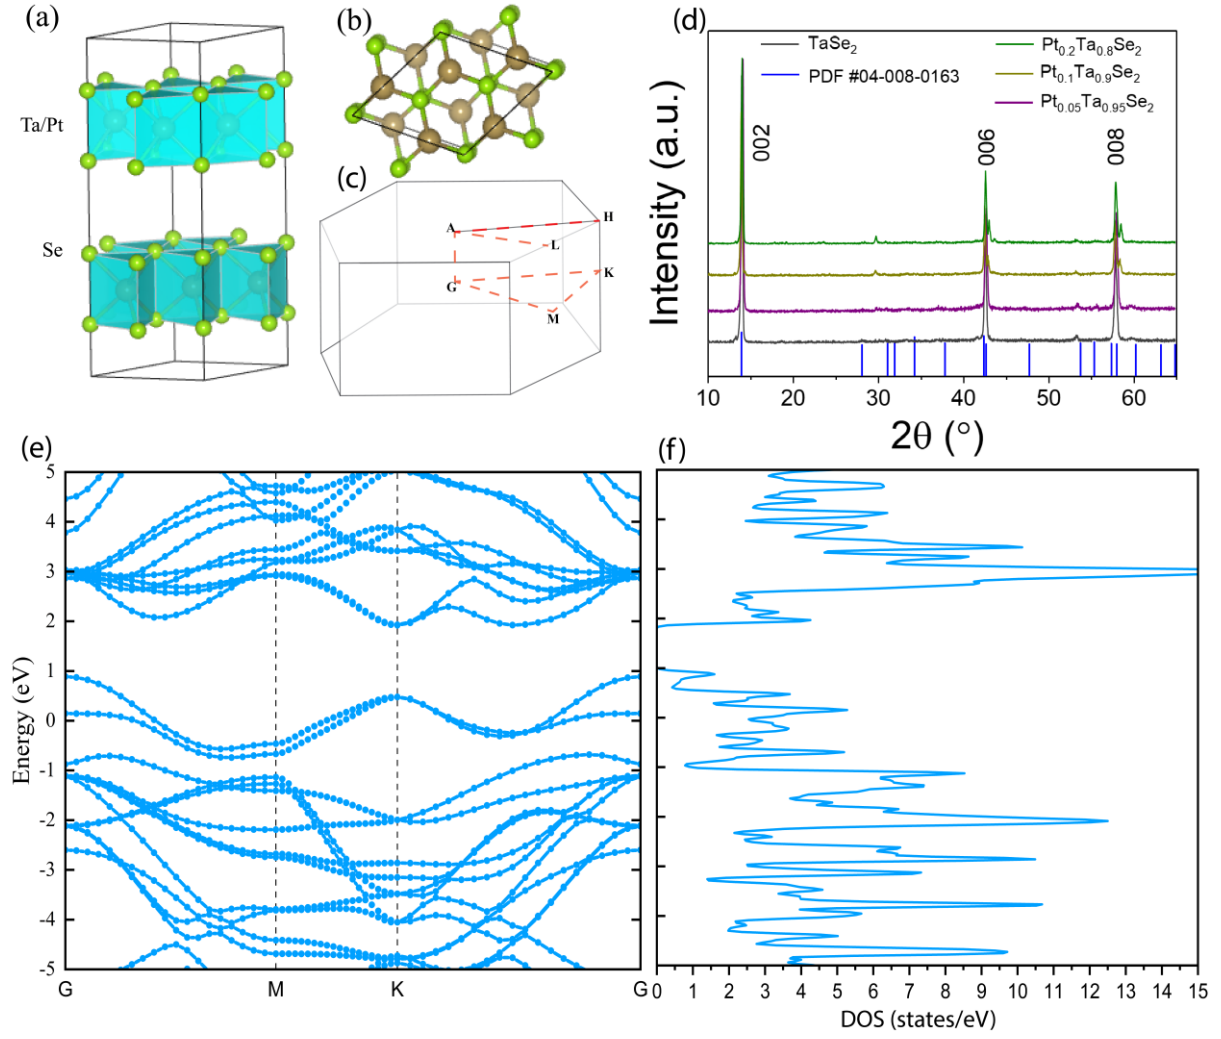 (a)
Ta/Pt
Se
(b)
(c)
A
H
L
G
K
M
(d)
TaSe₂
PDF #04-008-0163
Pt₀.₂Ta₀.₈Se₂
Pt₀.₁Ta₀.₉Se₂
Pt₀.₀₅Ta₀.₉₅Se₂
002
006
008
Intensity (a.u.)
10 20 30 40 50 60
2θ (°)
(e)
5
4
3
2
1
0
-1
-2
-3
-4
-5
Energy (eV)
G M K G
(f)
0 1 2 3 4 5 6 7 8 9 10 11 12 13 14 15
DOS (states/eV)